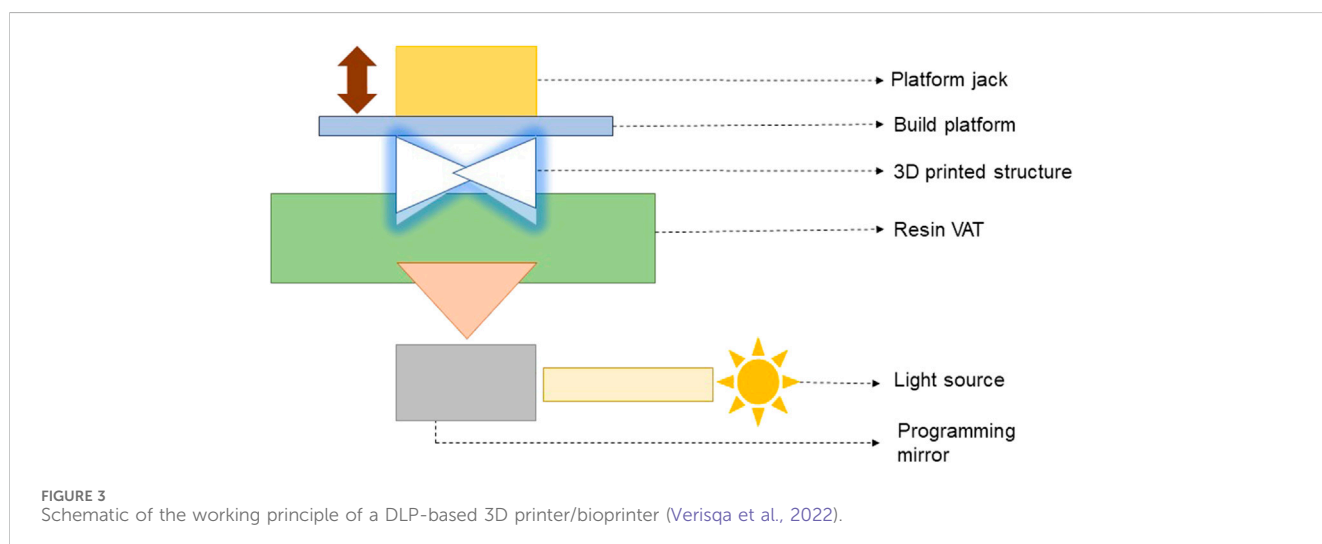 Platform jack
Build platform
3D printed structure
Resin VAT
Light source
Programming
mirror
FIGURE 3
Schematic of the working principle of a DLP-based 3D printer/bioprinter (Verisqa et al., 2022).